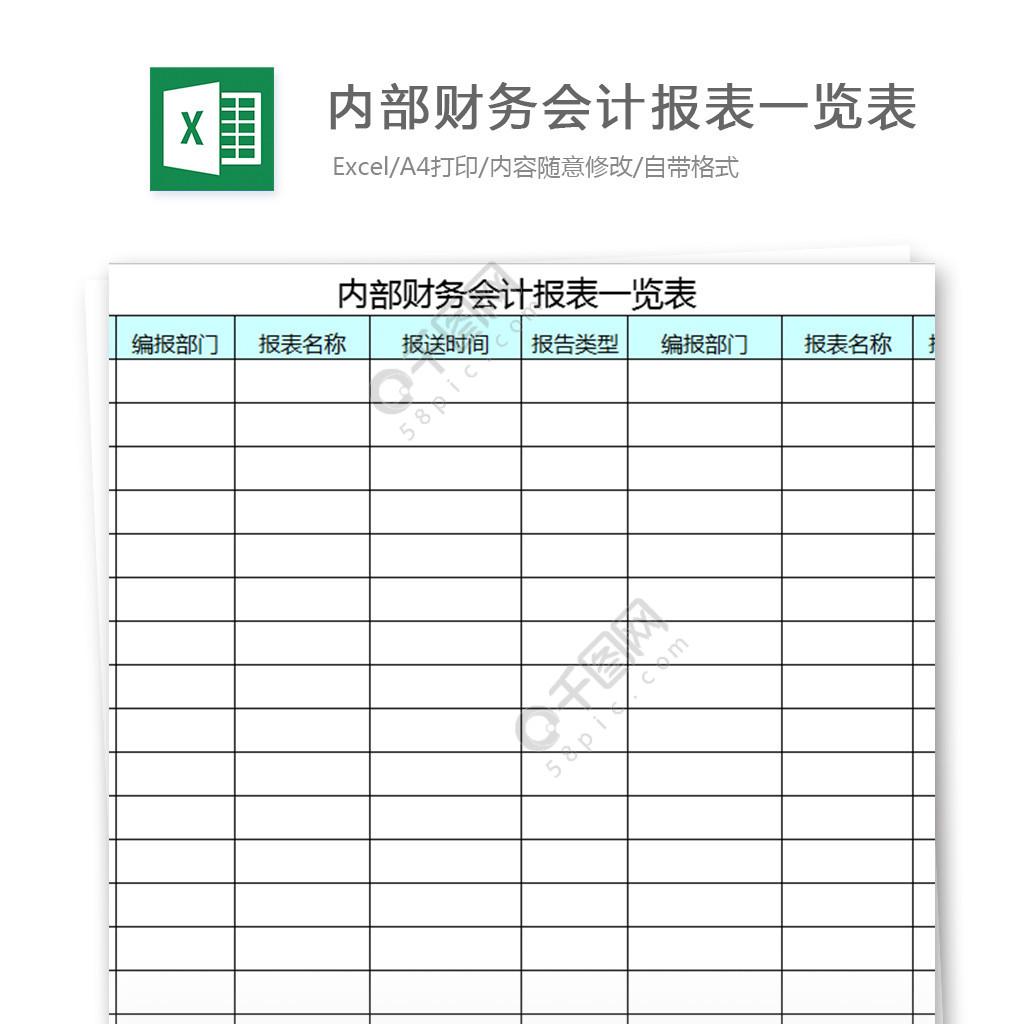 X
内部财务会计报表一览表
Excel/A4打印/内容随意修改/自带格式
内部财务会计报表一览表
编报部门 报表名称 报送时间 报告类型 编报部门 报表名称
千图网
58pic.com
千图网
58pic.com